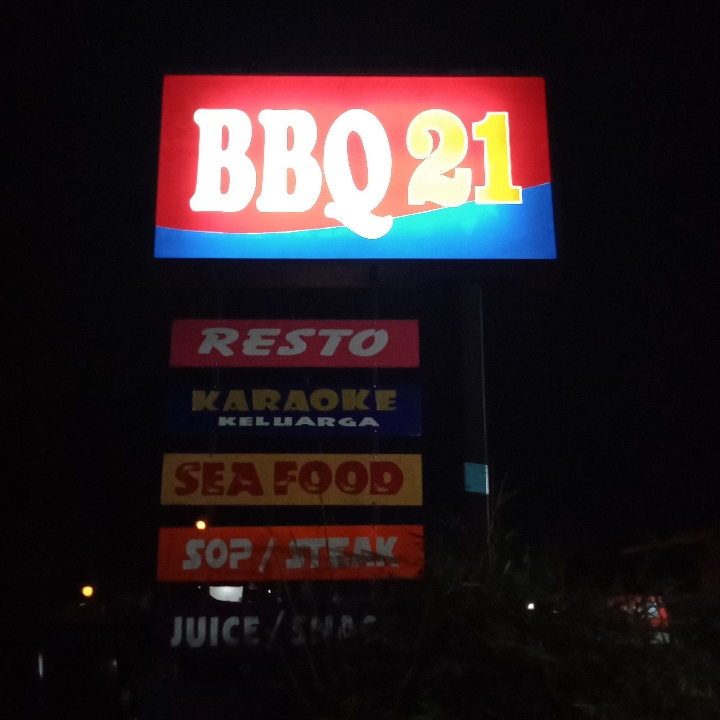 BBQ 21
RESTO
KARAOKE
KELUARGA
SEA FOOD
SOP / STEAK
JUICE /